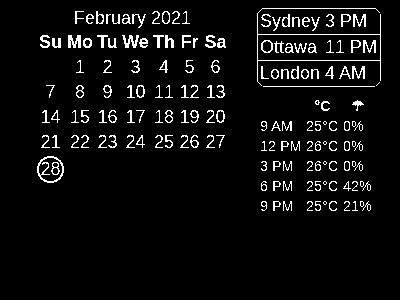 February 2021
Su Mo Tu We Th Fr Sa
1 2 3 4 5 6
7 8 9 10 11 12 13
14 15 16 17 18 19 20
21 22 23 24 25 26 27
28
Sydney 3 PM
Ottawa 11 PM
London 4 AM
°C ☂
9 AM 25°C 0%
12 PM 26°C 0%
3 PM 26°C 0%
6 PM 25°C 42%
9 PM 25°C 21%